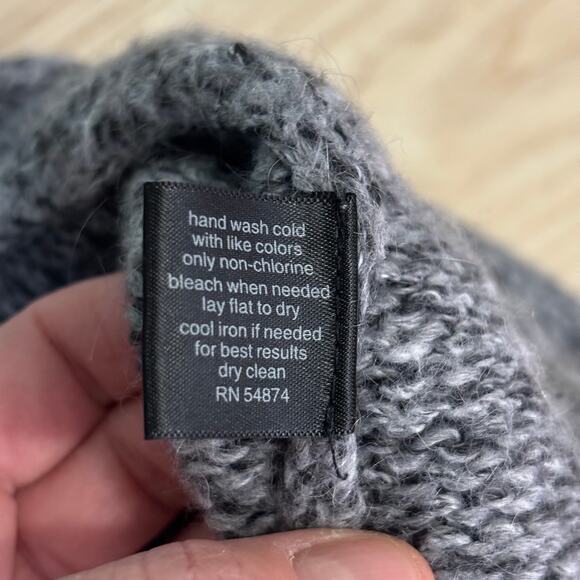 hand wash cold
with like colors
only non-chlorine
bleach when needed
lay flat to dry
cool iron if needed
for best results
dry clean
RN 54874